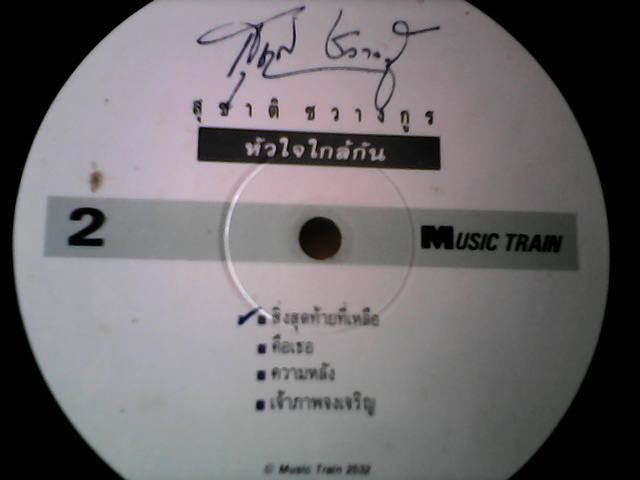 สุชาติ ชวางกูร
หัวใจใกล้กัน
2 MUSIC TRAIN
สิ่งสุดท้ายที่เหลือ
คือเธอ
ความหลัง
เจ้าภาพจงเจริญ
© Music Train 2532